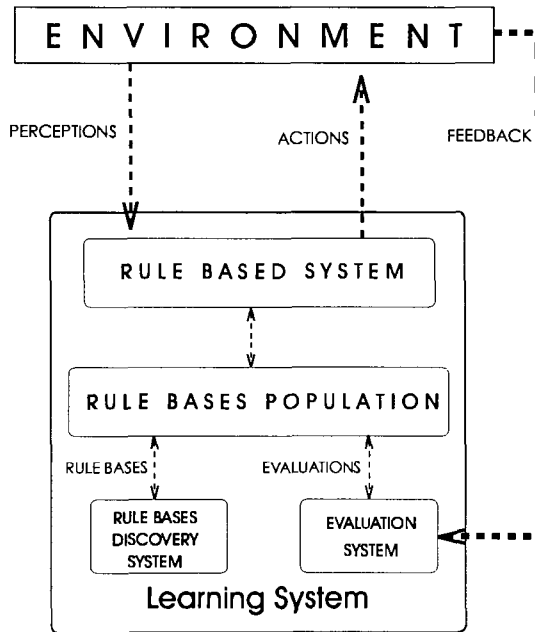 ENVIRONMENT
PERCEPTIONS
ACTIONS
FEEDBACK
RULE BASED SYSTEM
RULE BASES POPULATION
RULE BASES
EVALUATIONS
RULE BASES
DISCOVERY
SYSTEM
EVALUATION
SYSTEM
Learning System